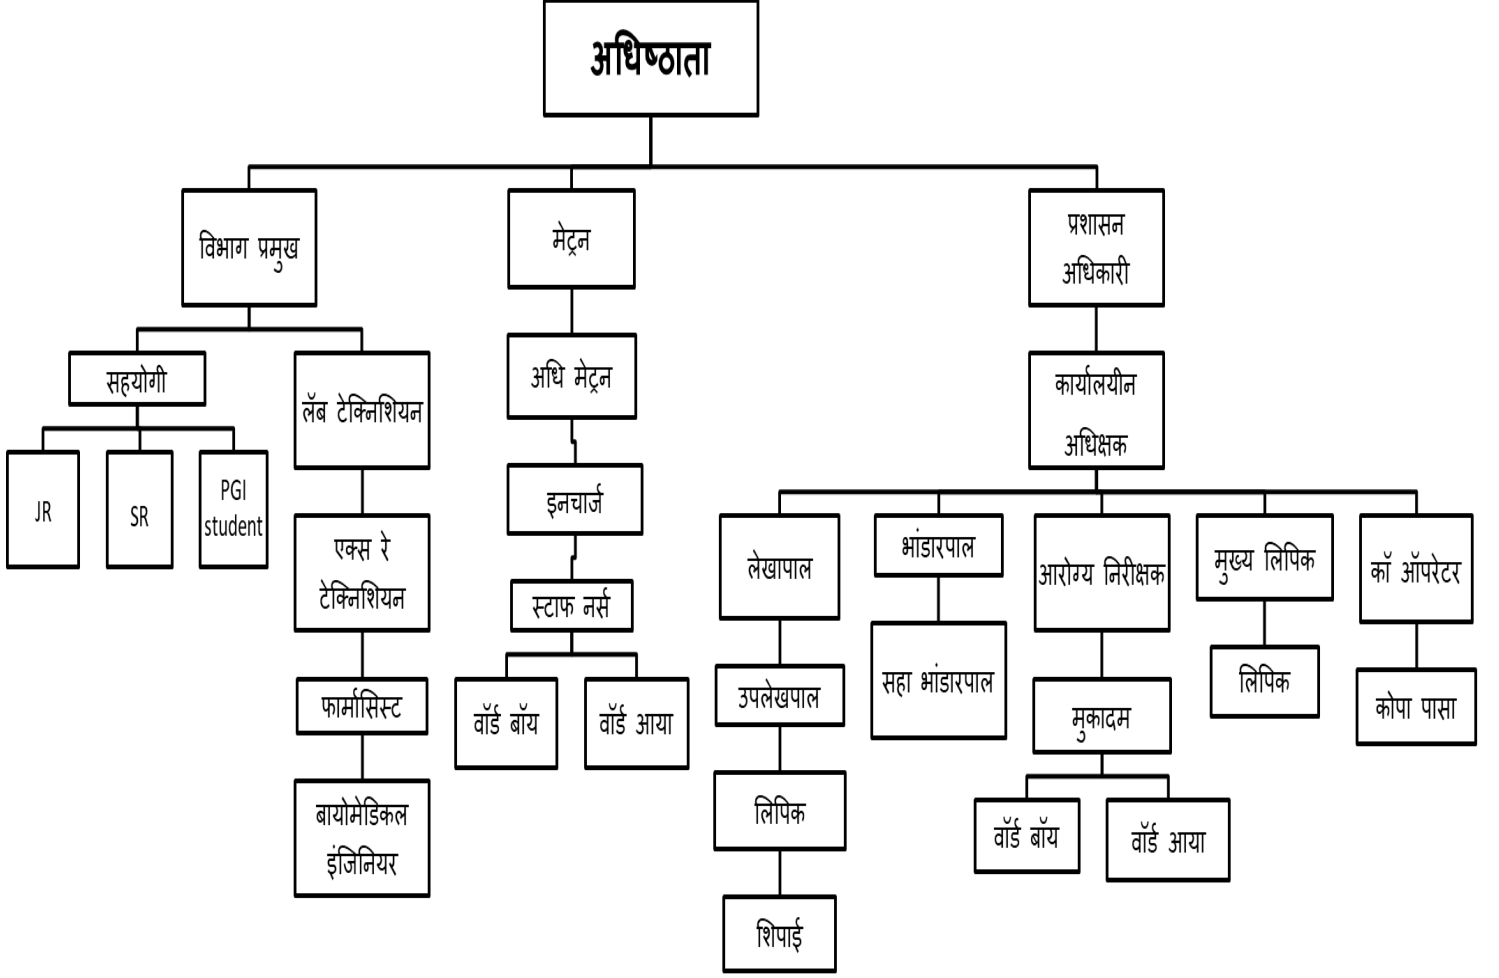 अधिष्ठाता
विभाग प्रमुख
मेट्रन
प्रशासन
अधिकारी
सहयोगी
लॅब टेक्निशियन
अधि मेट्रन
कार्यालयीन
अधिक्षक
JR
SR
PGI
student
एक्स रे
टेक्निशियन
इनचार्ज
लेखापाल
भांडारपाल
आरोग्य निरीक्षक
मुख्य लिपिक
कॉ ऑपरेटर
फार्मासिस्ट
स्टाफ नर्स
उपलेखपाल
सहा भांडारपाल
मुकादम
लिपिक
कोपा पासा
बायोमेडिकल
इंजिनियर
वॉर्ड बॉय
वॉर्ड आया
लिपिक
वॉर्ड बॉय
वॉर्ड आया
शिपाई